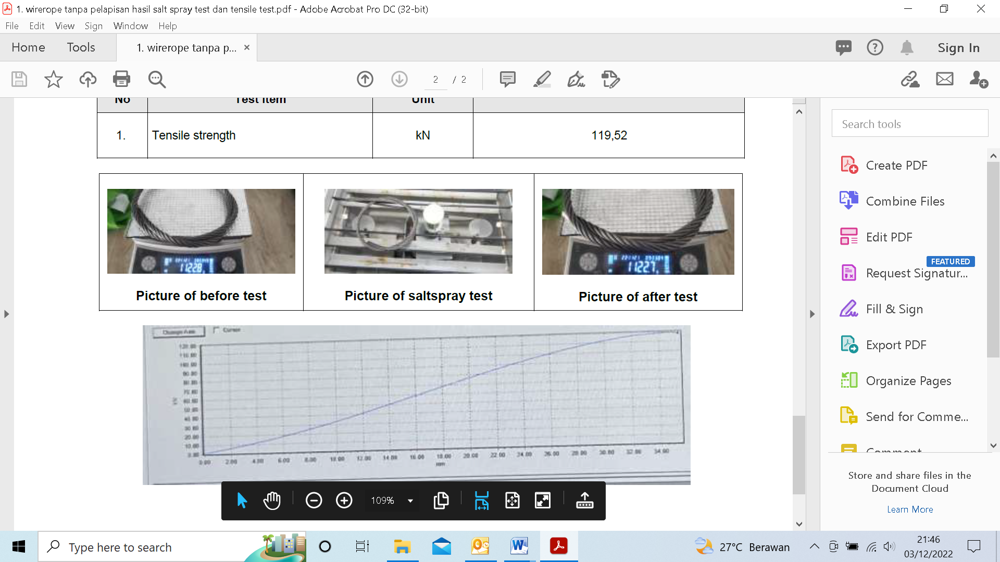 1. wirerope tanpa pelapisan hasil salt spray test dan tensile test.pdf - Adobe Acrobat Pro DC (32-bit)
File Edit View Sign Window Help
Home Tools 1. wirerope tanpa p... × Sign In
2 / 2
No Test Item Unit
1. Tensile strength kN 119,52
Picture of before test Picture of saltspray test Picture of after test
Change Axis Cursor
120.00
110.00
100.00
90.00
80.00
70.00
60.00
50.00
40.00
30.00
20.00
10.00
0.00
kN
0.00 2.00 4.00 6.00 8.00 10.00 12.00 14.00 16.00 18.00 20.00 22.00 24.00 26.00 28.00 30.00 32.00 34.00
mm
109%
Search tools
Create PDF
Combine Files
Edit PDF
FEATURED
Request Signatur...
Fill & Sign
Export PDF
Organize Pages
Send for Comme...
Comment
Store and share files in the
Document Cloud
Learn More
Type here to search
27°C Berawan
21:46
03/12/2022